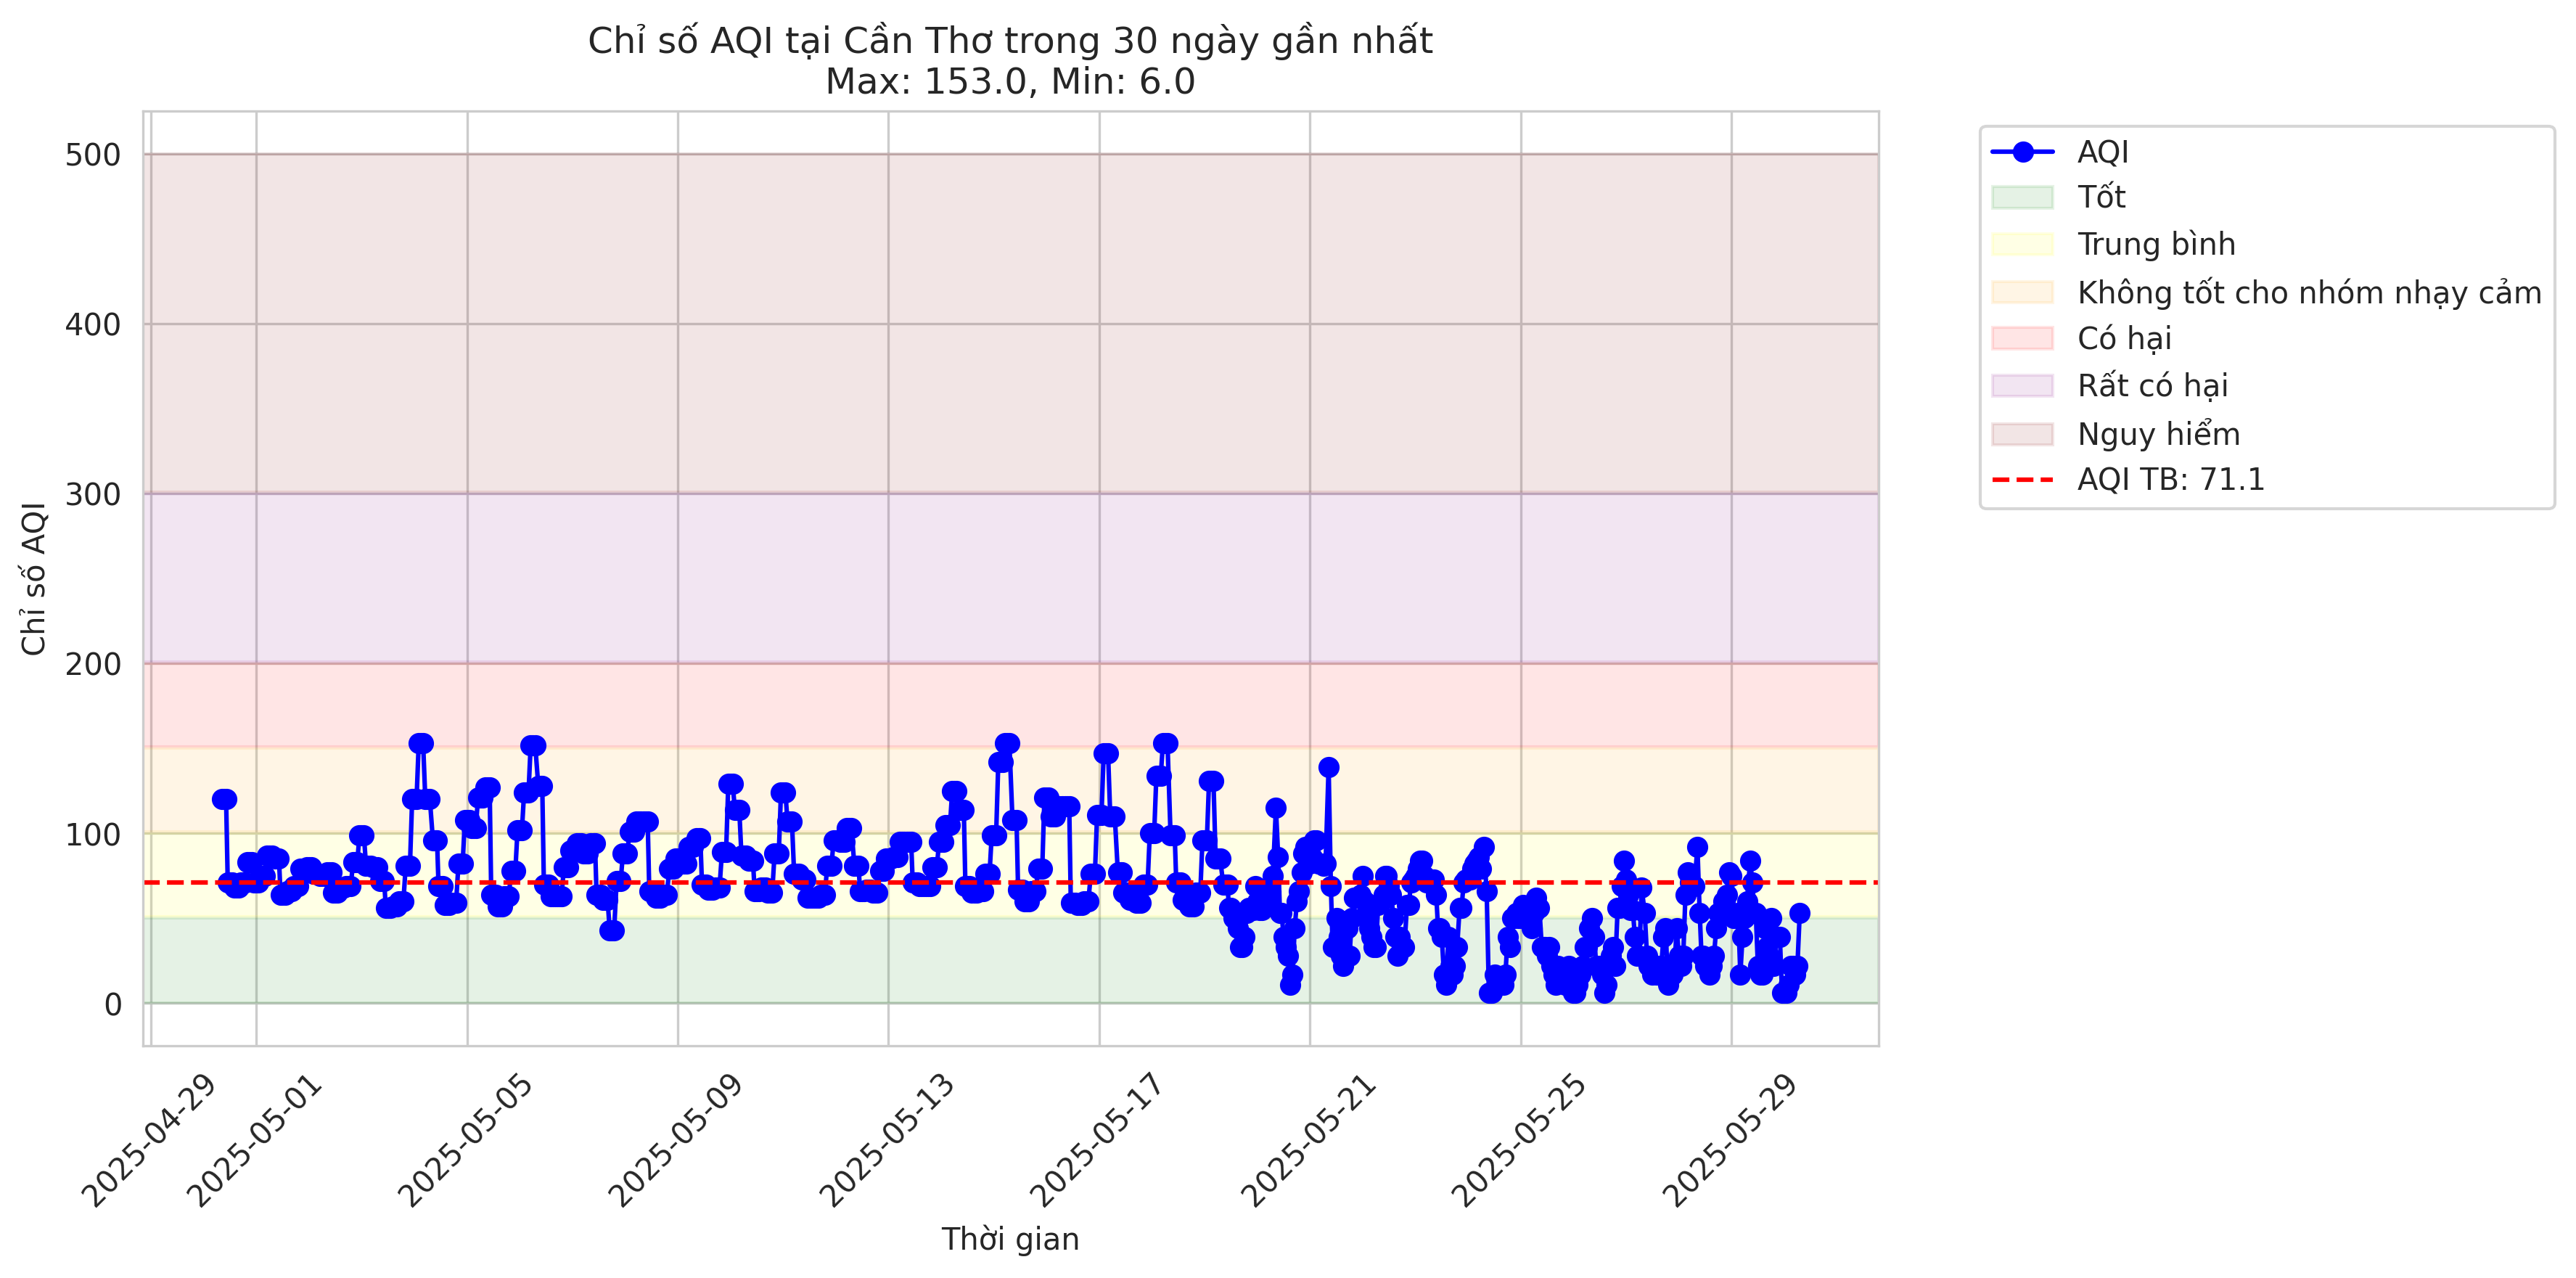 Chỉ số AQI tại Cần Thơ trong 30 ngày gần nhất
Max: 153.0, Min: 6.0
Chỉ số AQI
500
400
300
200
100
0
2025-04-29
2025-05-01
2025-05-05
2025-05-09
2025-05-13
2025-05-17
2025-05-21
2025-05-25
2025-05-29
Thời gian
AQI
Tốt
Trung bình
Không tốt cho nhóm nhạy cảm
Có hại
Rất có hại
Nguy hiểm
AQI TB: 71.1